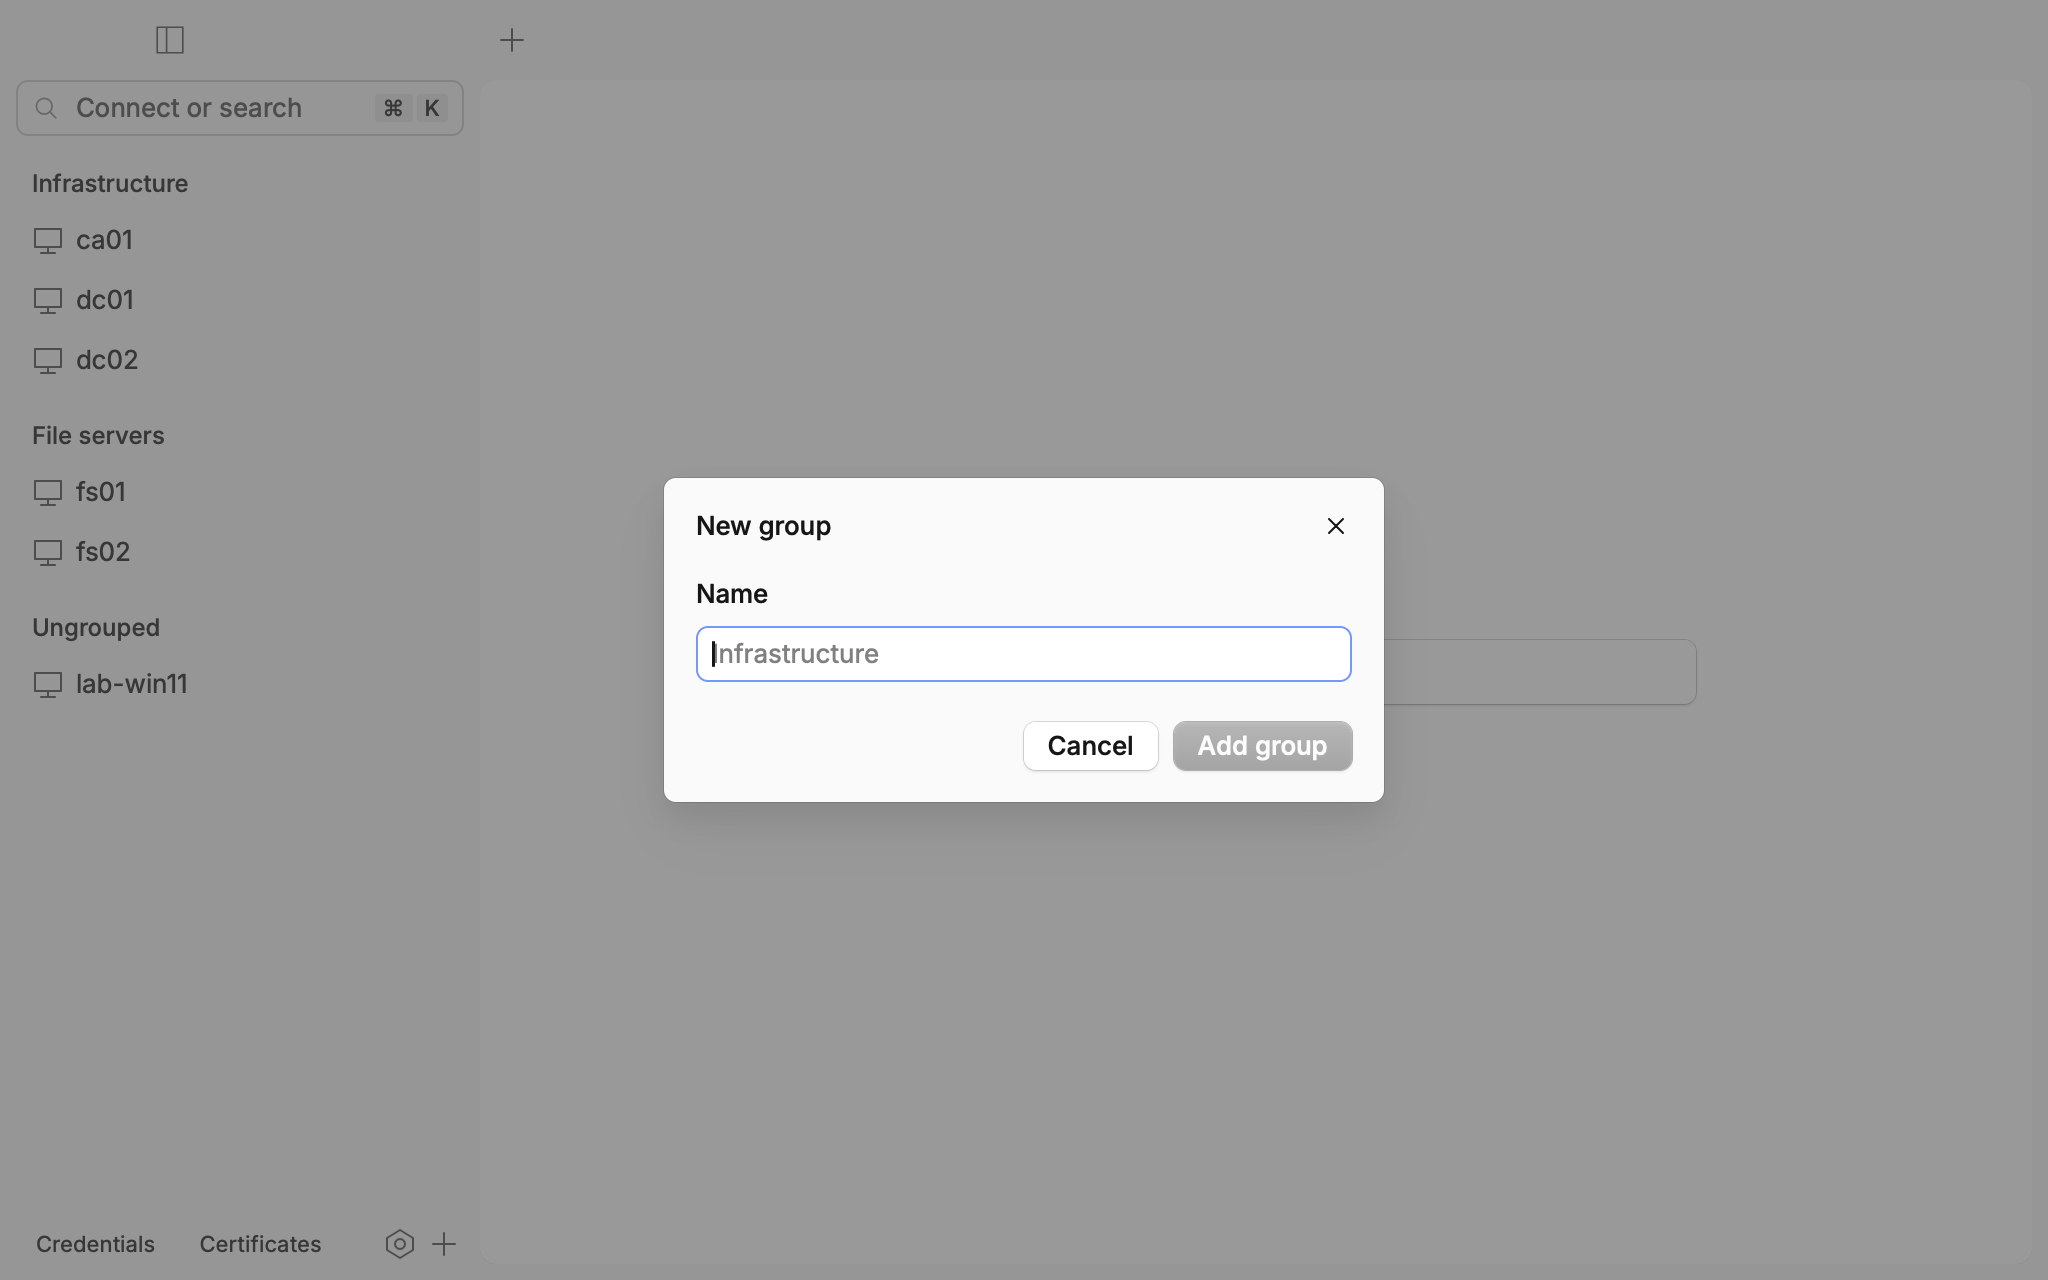 Connect or search ⌘ K
Infrastructure
ca01
dc01
dc02
File servers
fs01
fs02
Ungrouped
lab-win11
Credentials
Certificates
New group
Name
Infrastructure
Cancel
Add group